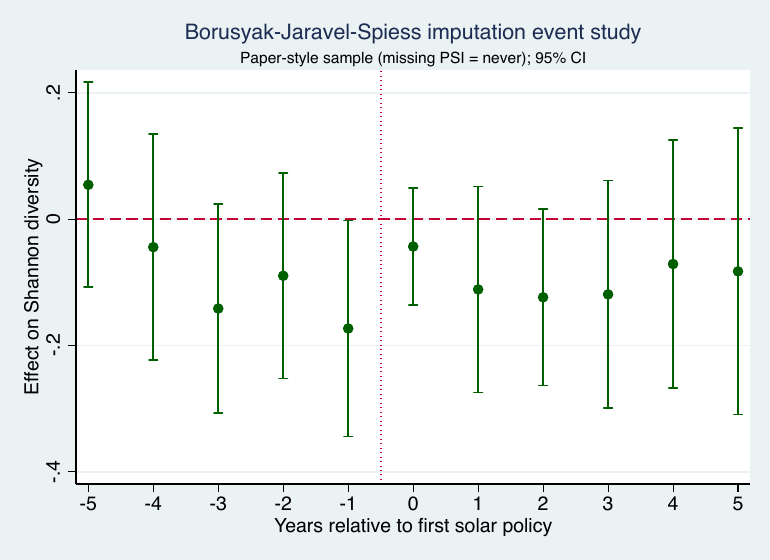 Borusyak-Jaravel-Spiess imputation event study
Paper-style sample (missing PSI = never); 95% CI
Effect on Shannon diversity
.2
0
-.2
-.4
-5 -4 -3 -2 -1 0 1 2 3 4 5
Years relative to first solar policy